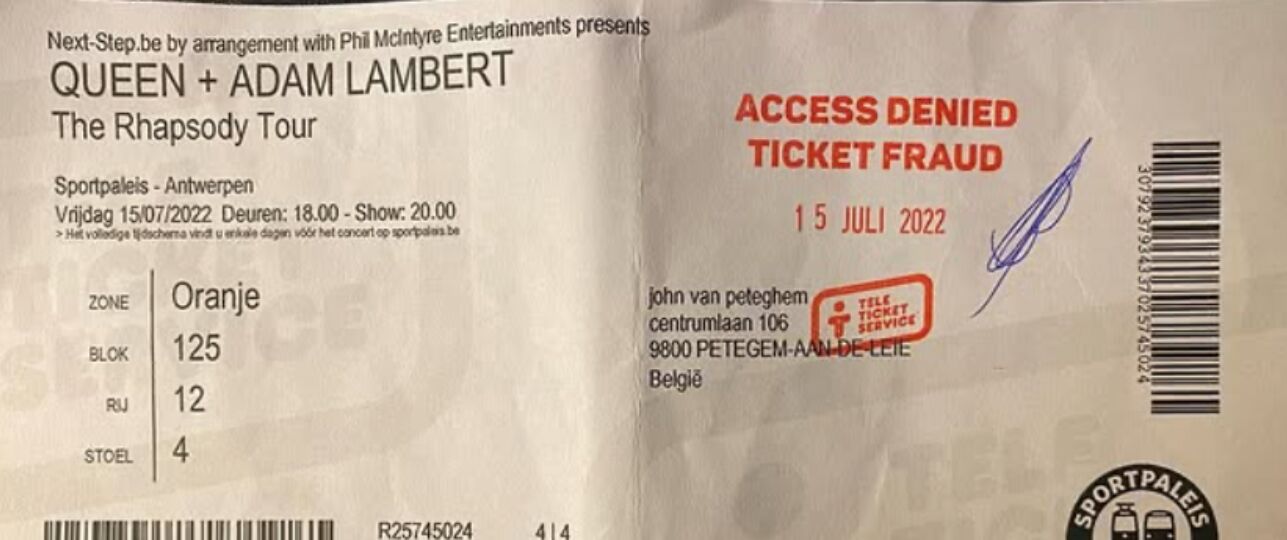 Next-Step.be by arrangement with Phil McIntyre Entertainments presents
QUEEN + ADAM LAMBERT
The Rhapsody Tour
Sportpaleis - Antwerpen
Vrijdag 15/07/2022 Deuren: 18.00 - Show: 20.00
> Het volledige tijdschema vindt u enkele dagen vóór het concert op sportpaleis.be
ZONE Oranje
BLOK 125
RIJ 12
STOEL 4
R25745024 4|4
ACCESS DENIED
TICKET FRAUD
15 JULI 2022
john van peteghem
centrumlaan 106
9800 PETEGEM-AAN-DE-LEIE
België
TELE
TICKET
SERVICE
SPORTPALEIS
TELE
TICKET
SERVICE